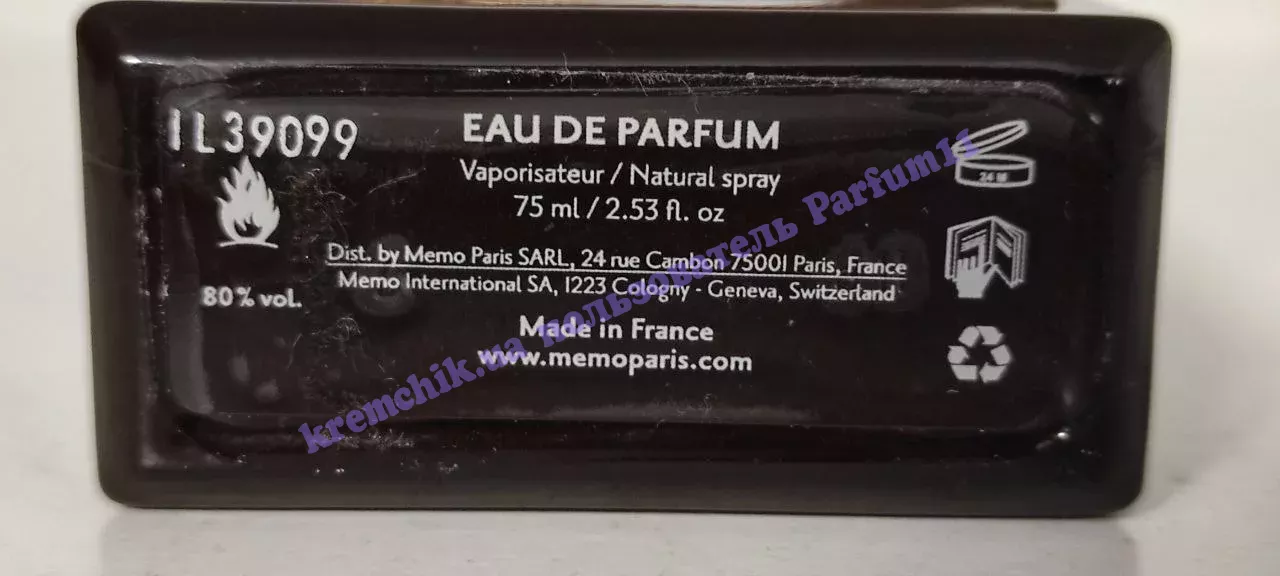 IL39099
EAU DE PARFUM
Vaporisateur / Natural spray
75 ml / 2.53 fl. oz
24 M
Dist. by Memo Paris SARL, 24 rue Cambon 75001 Paris, France
Memo International SA, 1223 Cologny - Geneva, Switzerland
80% vol.
Made in France
www.memoparis.com
kremchik.ua пользователь Parfum11